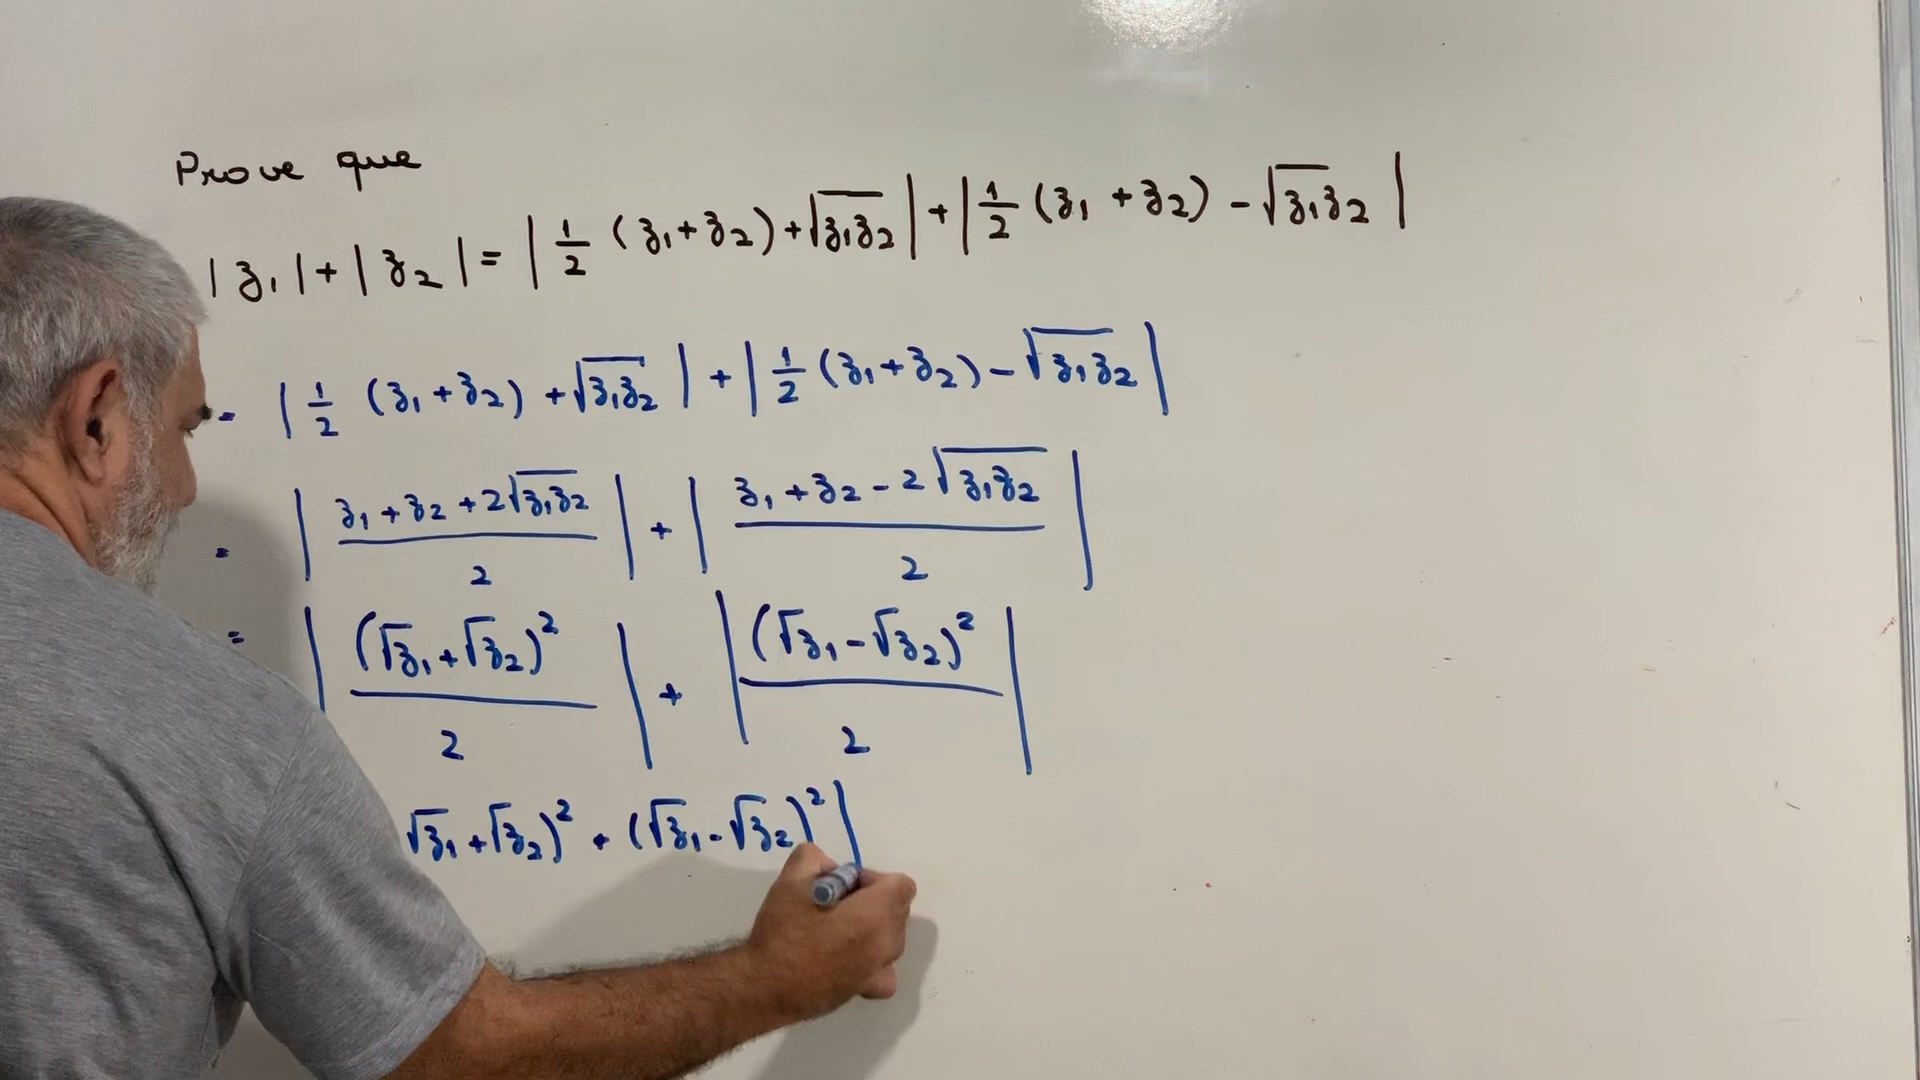 Prove que
|z₁|+|z₂|=|1/2 (z₁+z₂)+√z₁z₂|+|1/2 (z₁+z₂)-√z₁z₂|
= |1/2 (z₁+z₂)+√z₁z₂|+|1/2 (z₁+z₂)-√z₁z₂|
= |(z₁+z₂+2√z₁z₂)/2|+|(z₁+z₂-2√z₁z₂)/2|
= |(√z₁+√z₂)²/2|+|(√z₁-√z₂)²/2|
√z₁+√z₂)²+(√z₁-√z₂)²|